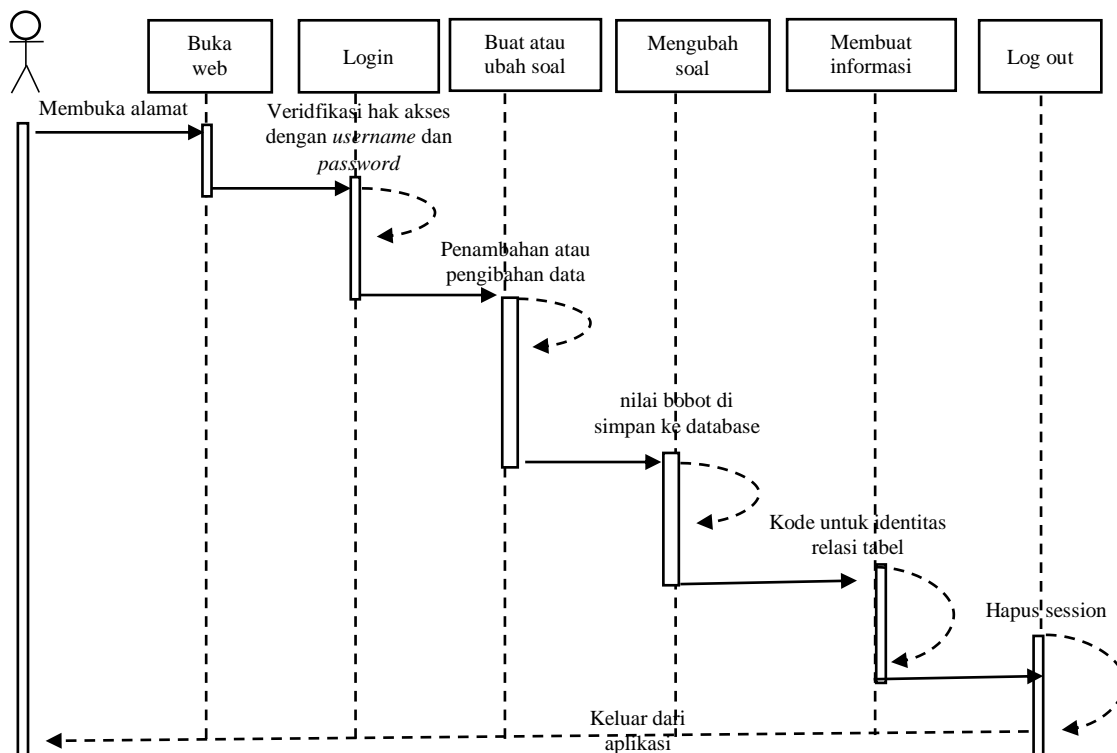 Buka
web
Login
Buat atau
ubah soal
Mengubah
soal
Membuat
informasi
Log out
Membuka alamat
Veridfikasi hak akses
dengan username dan
password
Penambahan atau
pengibahan data
nilai bobot di
simpan ke database
Kode untuk identitas
relasi tabel
Hapus session
Keluar dari
aplikasi